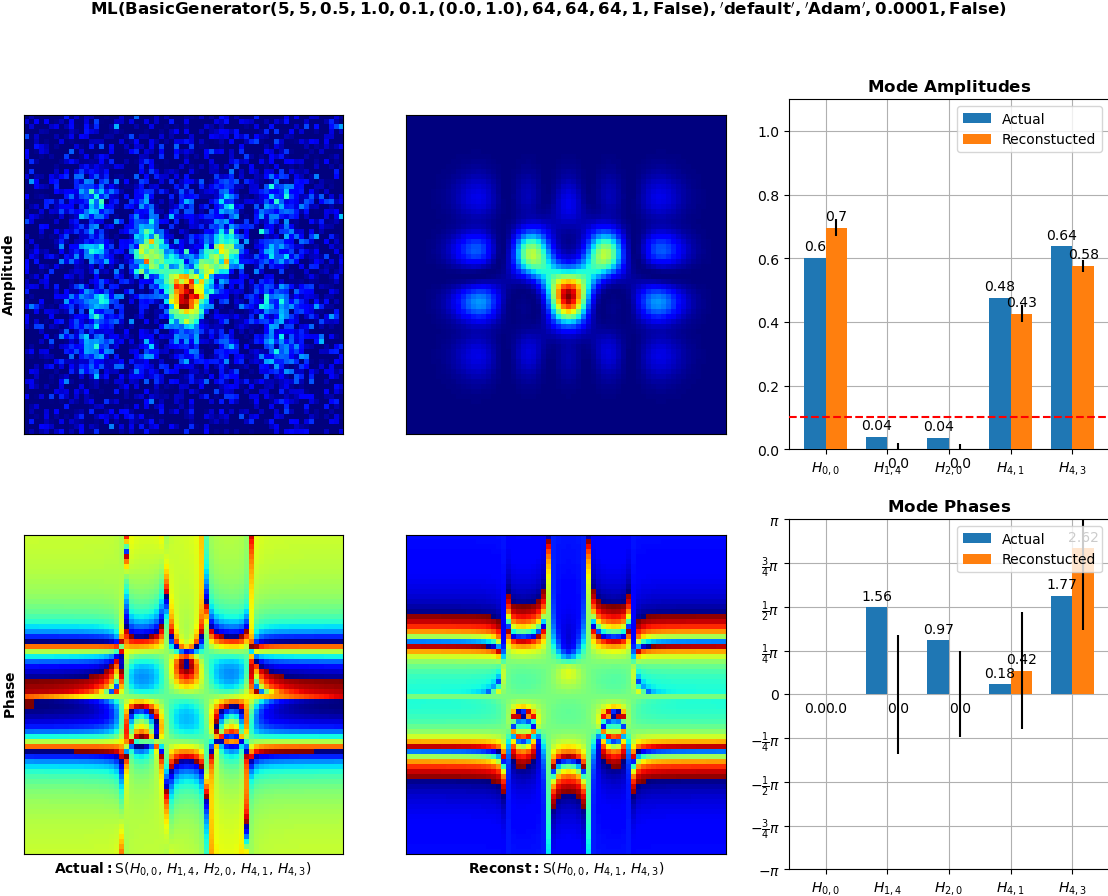 ML(BasicGenerator(5, 5, 0.5, 1.0, 0.1, (0.0, 1.0), 64, 64, 64, 1, False), 'default', 'Adam', 0.0001, False)
Amplitude
Mode Amplitudes
Actual
Reconstucted
1.0
0.8
0.6
0.4
0.2
0.0
0.6
0.7
0.04
0.0
0.04
0.0
0.48
0.43
0.64
0.58
H0,0
H1,4
H2,0
H4,1
H4,3
Phase
Actual: S(H0,0, H1,4, H2,0, H4,1, H4,3)
Reconst: S(H0,0, H4,1, H4,3)
Mode Phases
Actual
Reconstucted
π
3/4π
1/2π
1/4π
0
−1/4π
−1/2π
−3/4π
−π
0.0
0.0
1.56
0.0
0.97
0.0
0.18
0.42
1.77
2.62
H0,0
H1,4
H2,0
H4,1
H4,3